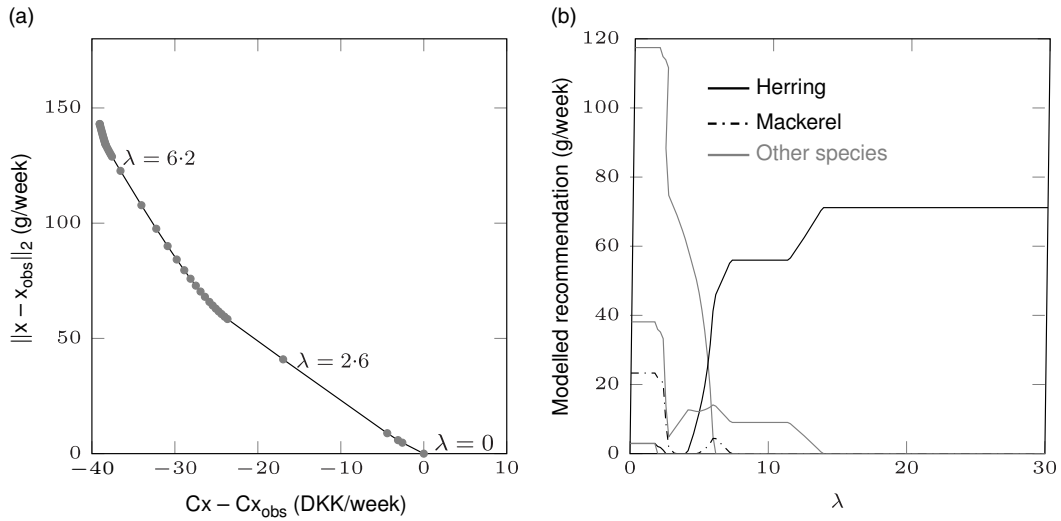 (a)
150
100
50
0
−40
−30
−20
−10
0
10
||x – x_obs||_2 (g/week)
Cx – Cx_obs (DKK/week)
λ = 6·2
λ = 2·6
λ = 0
(b)
120
100
80
60
40
20
0
0
10
20
30
Modelled recommendation (g/week)
λ
Herring
Mackerel
Other species